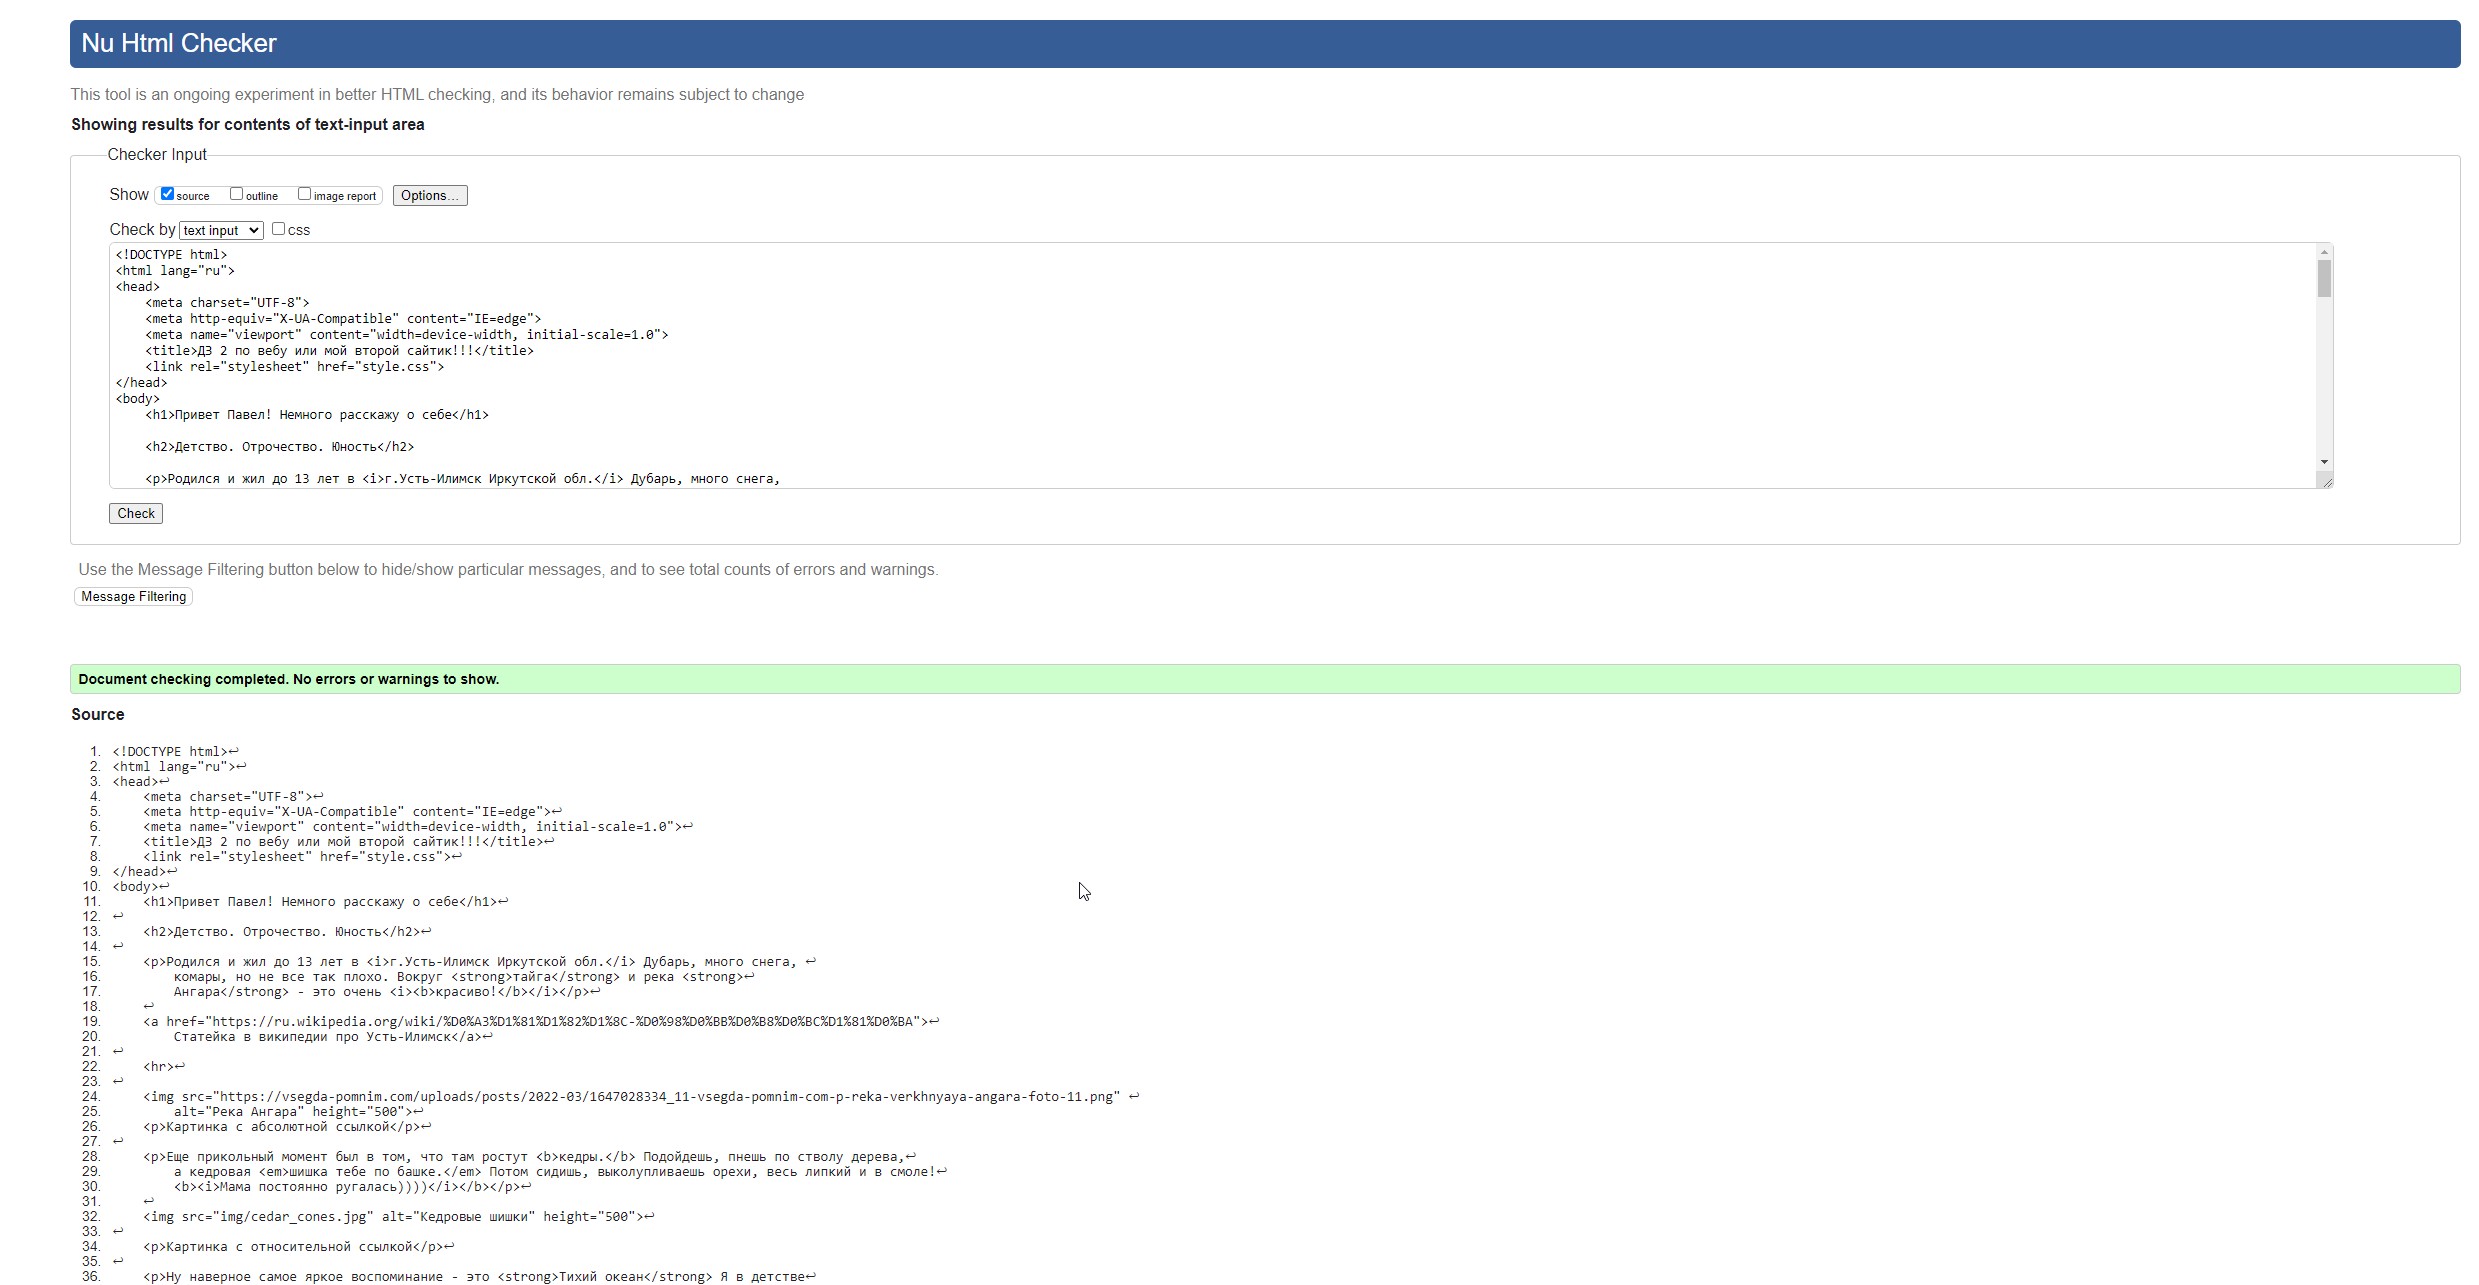 Nu Html Checker
This tool is an ongoing experiment in better HTML checking, and its behavior remains subject to change
Showing results for contents of text-input area
Checker Input
Show source outline image report Options...
Check by text input css
<!DOCTYPE html>
<html lang="ru">
<head>
    <meta charset="UTF-8">
    <meta http-equiv="X-UA-Compatible" content="IE=edge">
    <meta name="viewport" content="width=device-width, initial-scale=1.0">
    <title>ДЗ 2 по вебу или мой второй сайтик!!!</title>
    <link rel="stylesheet" href="style.css">
</head>
<body>
    <h1>Привет Павел! Немного расскажу о себе</h1>
    <h2>Детство. Отрочество. Юность</h2>
    <p>Родился и жил до 13 лет в <i>г.Усть-Илимск Иркутской обл.</i> Дубарь, много снега,
Check
Use the Message Filtering button below to hide/show particular messages, and to see total counts of errors and warnings.
Message Filtering
Document checking completed. No errors or warnings to show.
Source
1. <!DOCTYPE html>↩
2. <html lang="ru">↩
3. <head>↩
4.     <meta charset="UTF-8">↩
5.     <meta http-equiv="X-UA-Compatible" content="IE=edge">↩
6.     <meta name="viewport" content="width=device-width, initial-scale=1.0">↩
7.     <title>ДЗ 2 по вебу или мой второй сайтик!!!</title>↩
8.     <link rel="stylesheet" href="style.css">↩
9. </head>↩
10. <body>↩
11.     <h1>Привет Павел! Немного расскажу о себе</h1>↩
12. ↩
13.     <h2>Детство. Отрочество. Юность</h2>↩
14. ↩
15.     <p>Родился и жил до 13 лет в <i>г.Усть-Илимск Иркутской обл.</i> Дубарь, много снега, ↩
16.         комары, но не все так плохо. Вокруг <strong>тайга</strong> и река <strong>↩
17.         Ангара</strong> - это очень <i><b>красиво!</b></i></p>↩
18.     ↩
19.     <a href="https://ru.wikipedia.org/wiki/%D0%A3%D1%81%D1%82%D1%8C-%D0%98%D0%BB%D0%B8%D0%BC%D1%81%D0%BA">↩
20.         Статейка в википедии про Усть-Илимск</a>↩
21. ↩
22.     <hr>↩
23. ↩
24.     <img src="https://vsegda-pomnim.com/uploads/posts/2022-03/1647028334_11-vsegda-pomnim-com-p-reka-verkhnyaya-angara-foto-11.png" ↩
25.         alt="Река Ангара" height="500">↩
26.     <p>Картинка с абсолютной ссылкой</p>↩
27. ↩
28.     <p>Еще прикольный момент был в том, что там ростут <b>кедры.</b> Подойдешь, пнешь по стволу дерева,↩
29.         а кедровая <em>шишка тебе по башке.</em> Потом сидишь, выколупливаешь орехи, весь липкий и в смоле!↩
30.         <b><i>Мама постоянно ругалась))))</i></b></p>↩
31.     ↩
32.     <img src="img/cedar_cones.jpg" alt="Кедровые шишки" height="500">↩
33. ↩
34.     <p>Картинка с относительной ссылкой</p>↩
35. ↩
36.     <p>Ну наверное самое яркое воспоминание - это <strong>Тихий океан</strong> Я в детстве↩